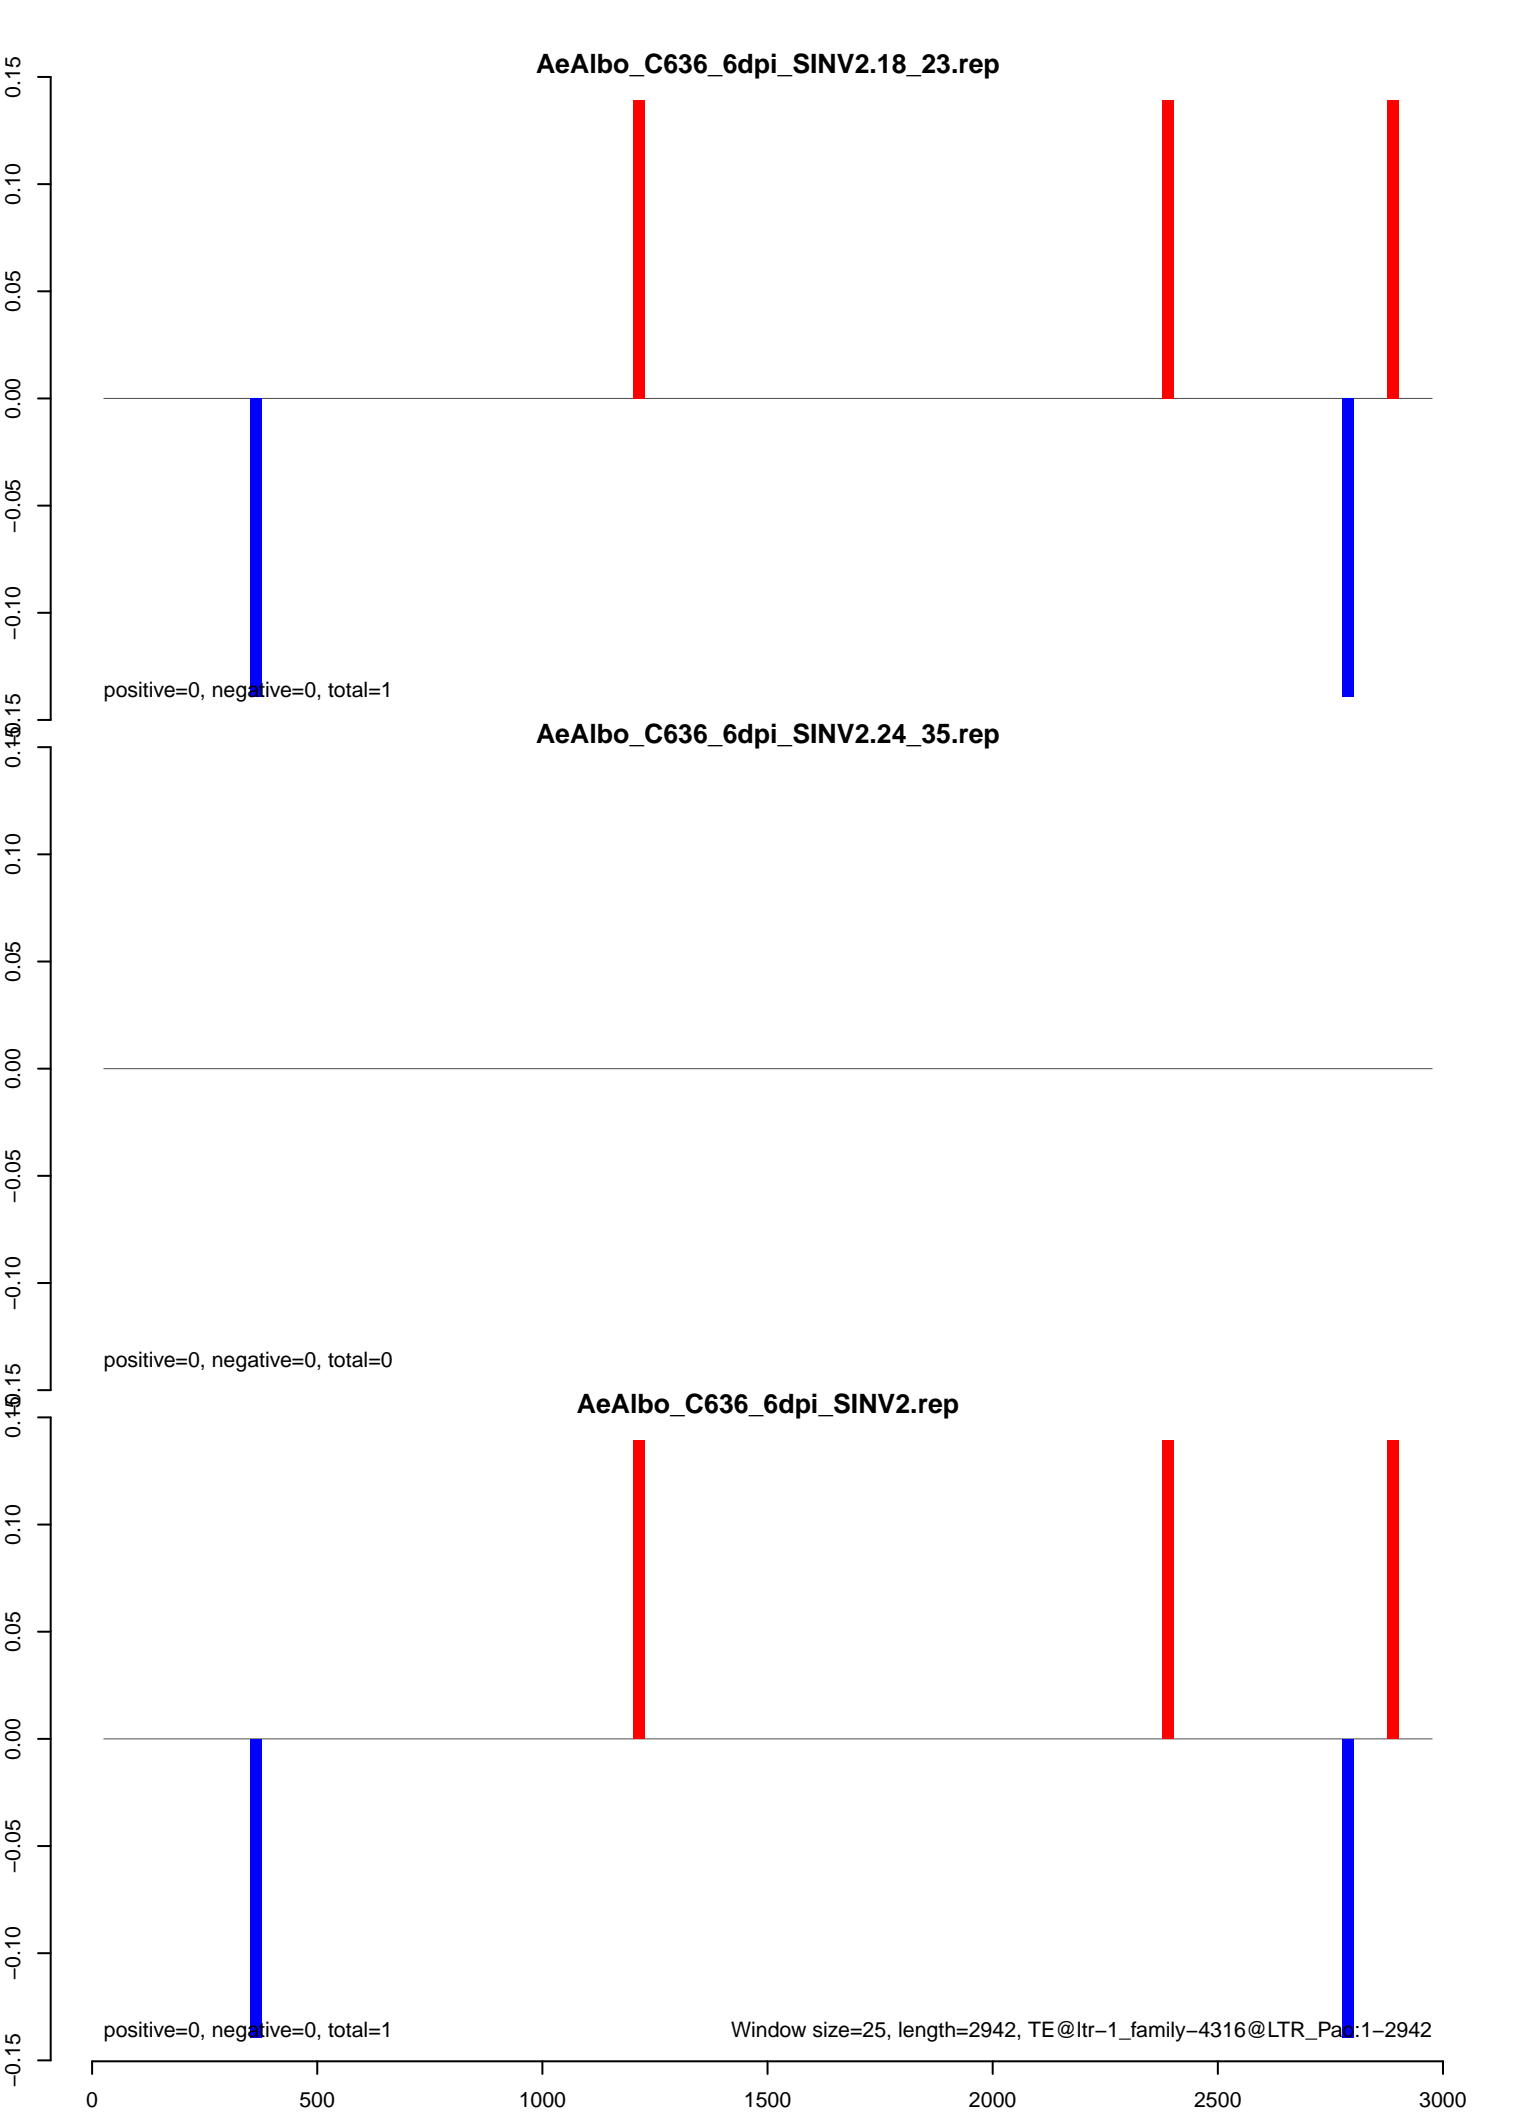 AeAlbo_C636_6dpi_SINV2.18_23.rep
0.15
0.10
0.05
0.00
−0.05
−0.10
−0.15
positive=0, negative=0, total=1
AeAlbo_C636_6dpi_SINV2.24_35.rep
0.15
0.10
0.05
0.00
−0.05
−0.10
−0.15
positive=0, negative=0, total=0
AeAlbo_C636_6dpi_SINV2.rep
0.15
0.10
0.05
0.00
−0.05
−0.10
−0.15
positive=0, negative=0, total=1
Window size=25, length=2942, TE@ltr−1_family−4316@LTR_Pao:1−2942
0 500 1000 1500 2000 2500 3000